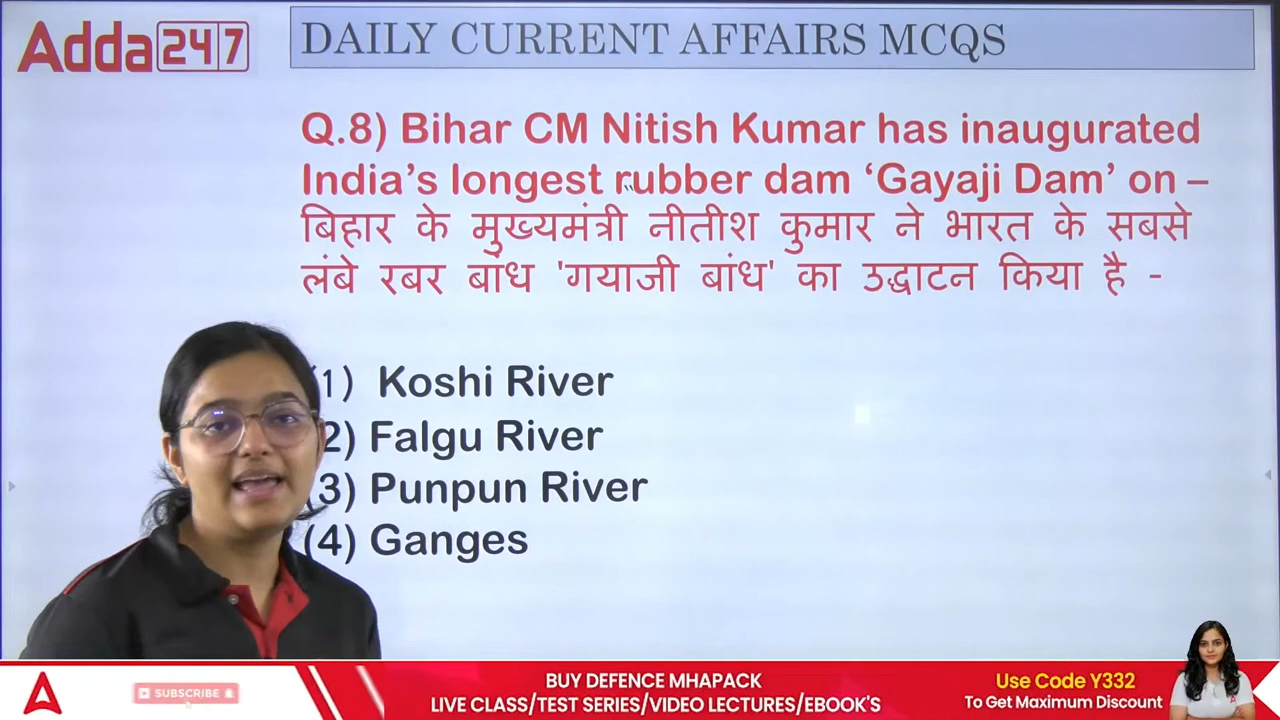 Adda 247
DAILY CURRENT AFFAIRS MCQS
Q.8) Bihar CM Nitish Kumar has inaugurated
India’s longest rubber dam ‘Gayaji Dam’ on –
बिहार के मुख्यमंत्री नीतीश कुमार ने भारत के सबसे
लंबे रबर बांध 'गयाजी बांध' का उद्घाटन किया है -
(1) Koshi River
(2) Falgu River
(3) Punpun River
(4) Ganges
SUBSCRIBE
BUY DEFENCE MHAPACK
LIVE CLASS/TEST SERIES/VIDEO LECTURES/EBOOK'S
Use Code Y332
To Get Maximum Discount